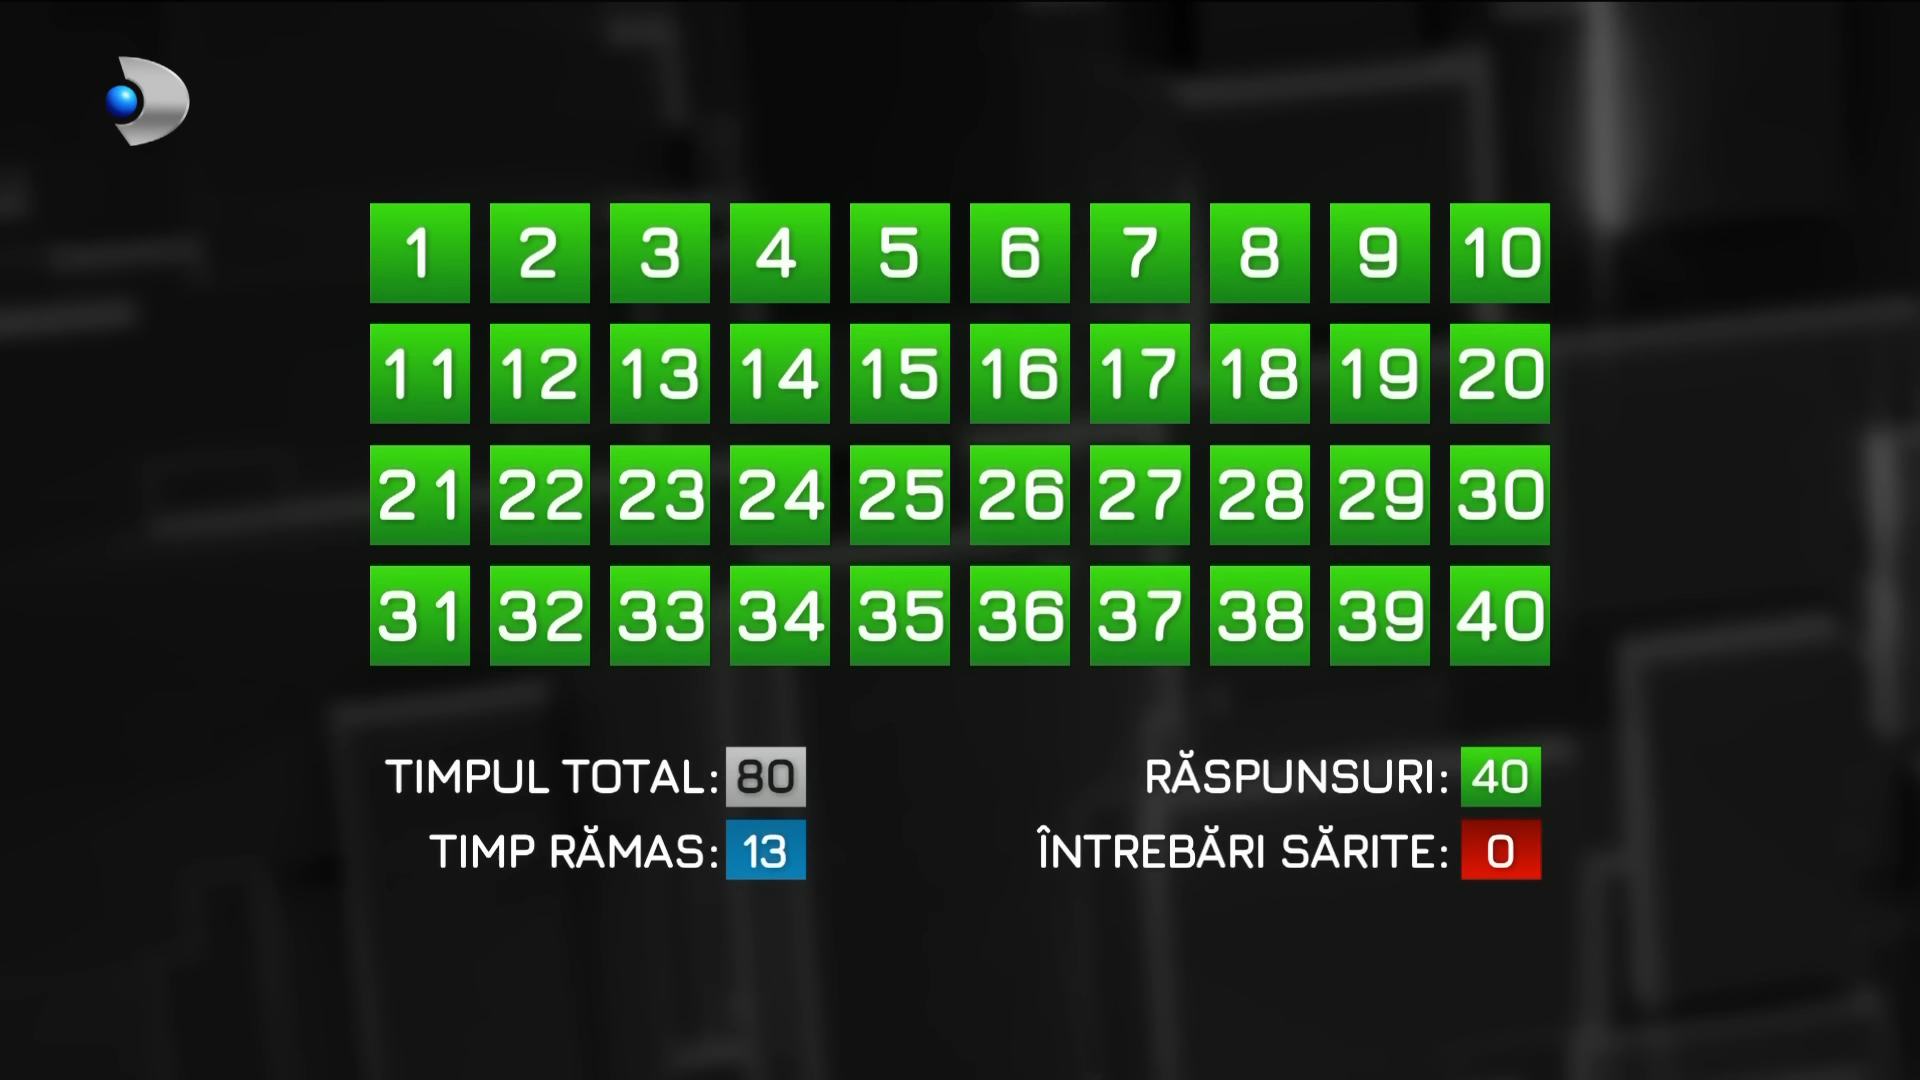 1 2 3 4 5 6 7 8 9 10
11 12 13 14 15 16 17 18 19 20
21 22 23 24 25 26 27 28 29 30
31 32 33 34 35 36 37 38 39 40
TIMPUL TOTAL: 80
TIMP RĂMAS: 13
RĂSPUNSURI: 40
ÎNTREBĂRI SĂRITE: 0